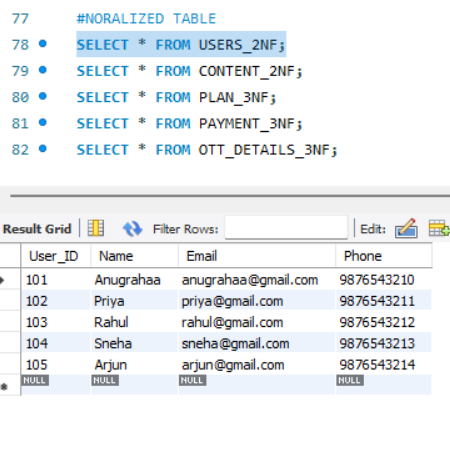 77 #NORALIZED TABLE
78 SELECT * FROM USERS_2NF;
79 SELECT * FROM CONTENT_2NF;
80 SELECT * FROM PLAN_3NF;
81 SELECT * FROM PAYMENT_3NF;
82 SELECT * FROM OTT_DETAILS_3NF;
Result Grid Filter Rows: Edit:
User_ID Name Email Phone
101 Anugrahaa anugrahaa@gmail.com 9876543210
102 Priya priya@gmail.com 9876543211
103 Rahul rahul@gmail.com 9876543212
104 Sneha sneha@gmail.com 9876543213
105 Arjun arjun@gmail.com 9876543214
NULL NULL NULL NULL